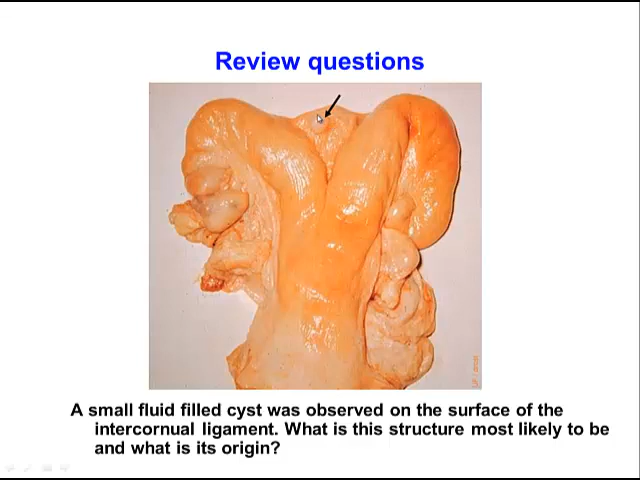 Review questions
A small fluid filled cyst was observed on the surface of the
intercornual ligament. What is this structure most likely to be
and what is its origin?